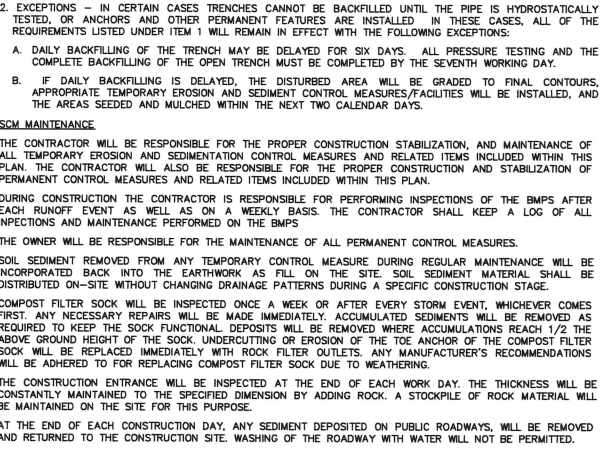 2. EXCEPTIONS – IN CERTAIN CASES TRENCHES CANNOT BE BACKFILLED UNTIL THE PIPE IS HYDROSTATICALLY
TESTED, OR ANCHORS AND OTHER PERMANENT FEATURES ARE INSTALLED IN THESE CASES, ALL OF THE
REQUIREMENTS LISTED UNDER ITEM 1 WILL REMAIN IN EFFECT WITH THE FOLLOWING EXCEPTIONS:
A. DAILY BACKFILLING OF THE TRENCH MAY BE DELAYED FOR SIX DAYS. ALL PRESSURE TESTING AND THE
COMPLETE BACKFILLING OF THE OPEN TRENCH MUST BE COMPLETED BY THE SEVENTH WORKING DAY.
B. IF DAILY BACKFILLING IS DELAYED, THE DISTURBED AREA WILL BE GRADED TO FINAL CONTOURS,
APPROPRIATE TEMPORARY EROSION AND SEDIMENT CONTROL MEASURES/FACILITIES WILL BE INSTALLED, AND
THE AREAS SEEDED AND MULCHED WITHIN THE NEXT TWO CALENDAR DAYS.
SCM MAINTENANCE
THE CONTRACTOR WILL BE RESPONSIBLE FOR THE PROPER CONSTRUCTION STABILIZATION, AND MAINTENANCE OF
ALL TEMPORARY EROSION AND SEDIMENTATION CONTROL MEASURES AND RELATED ITEMS INCLUDED WITHIN THIS
PLAN. THE CONTRACTOR WILL ALSO BE RESPONSIBLE FOR THE PROPER CONSTRUCTION AND STABILIZATION OF
PERMANENT CONTROL MEASURES AND RELATED ITEMS INCLUDED WITHIN THIS PLAN.
DURING CONSTRUCTION THE CONTRACTOR IS RESPONSIBLE FOR PERFORMING INSPECTIONS OF THE BMPS AFTER
EACH RUNOFF EVENT AS WELL AS ON A WEEKLY BASIS. THE CONTRACTOR SHALL KEEP A LOG OF ALL
INPECTIONS AND MAINTENANCE PERFORMED ON THE BMPS
THE OWNER WILL BE RESPONSIBLE FOR THE MAINTENANCE OF ALL PERMANENT CONTROL MEASURES.
SOIL SEDIMENT REMOVED FROM ANY TEMPORARY CONTROL MEASURE DURING REGULAR MAINTENANCE WILL BE
INCORPORATED BACK INTO THE EARTHWORK AS FILL ON THE SITE. SOIL SEDIMENT MATERIAL SHALL BE
DISTRIBUTED ON-SITE WITHOUT CHANGING DRAINAGE PATTERNS DURING A SPECIFIC CONSTRUCTION STAGE.
COMPOST FILTER SOCK WILL BE INSPECTED ONCE A WEEK OR AFTER EVERY STORM EVENT, WHICHEVER COMES
FIRST. ANY NECESSARY REPAIRS WILL BE MADE IMMEDIATELY. ACCUMULATED SEDIMENTS WILL BE REMOVED AS
REQUIRED TO KEEP THE SOCK FUNCTIONAL. DEPOSITS WILL BE REMOVED WHERE ACCUMULATIONS REACH 1/2 THE
ABOVE GROUND HEIGHT OF THE SOCK. UNDERCUTTING OR EROSION OF THE TOE ANCHOR OF THE COMPOST FILTER
SOCK WILL BE REPLACED IMMEDIATELY WITH ROCK FILTER OUTLETS. ANY MANUFACTURER'S RECOMMENDATIONS
WILL BE ADHERED TO FOR REPLACING COMPOST FILTER SOCK DUE TO WEATHERING.
THE CONSTRUCTION ENTRANCE WILL BE INSPECTED AT THE END OF EACH WORK DAY. THE THICKNESS WILL BE
CONSTANTLY MAINTAINED TO THE SPECIFIED DIMENSION BY ADDING ROCK. A STOCKPILE OF ROCK MATERIAL WILL
BE MAINTAINED ON THE SITE FOR THIS PURPOSE.
AT THE END OF EACH CONSTRUCTION DAY, ANY SEDIMENT DEPOSITED ON PUBLIC ROADWAYS, WILL BE REMOVED
AND RETURNED TO THE CONSTRUCTION SITE. WASHING OF THE ROADWAY WITH WATER WILL NOT BE PERMITTED.